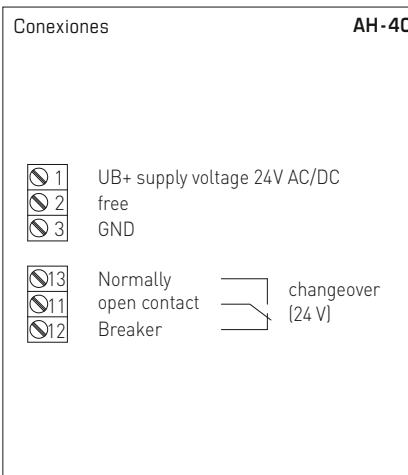 Conexiones AH-40
1 UB+ supply voltage 24V AC/DC
2 free
3 GND
13 Normally
11 open contact
12 Breaker
changeover
(24 V)